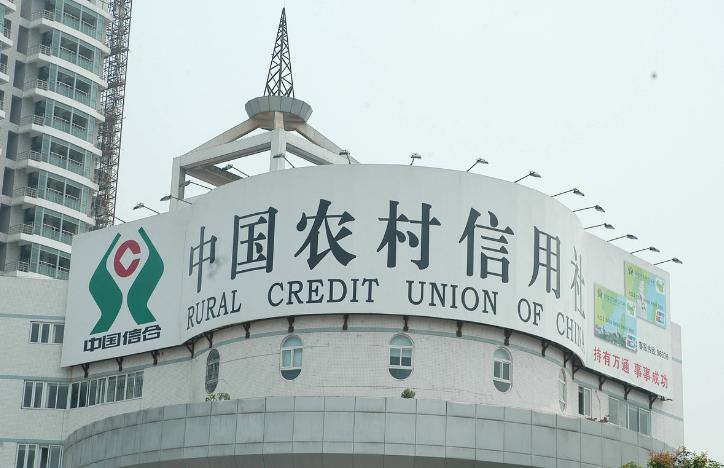 中国农村信用社
RURAL CREDIT UNION OF CHINA
中国信合
持有万通 事事成功